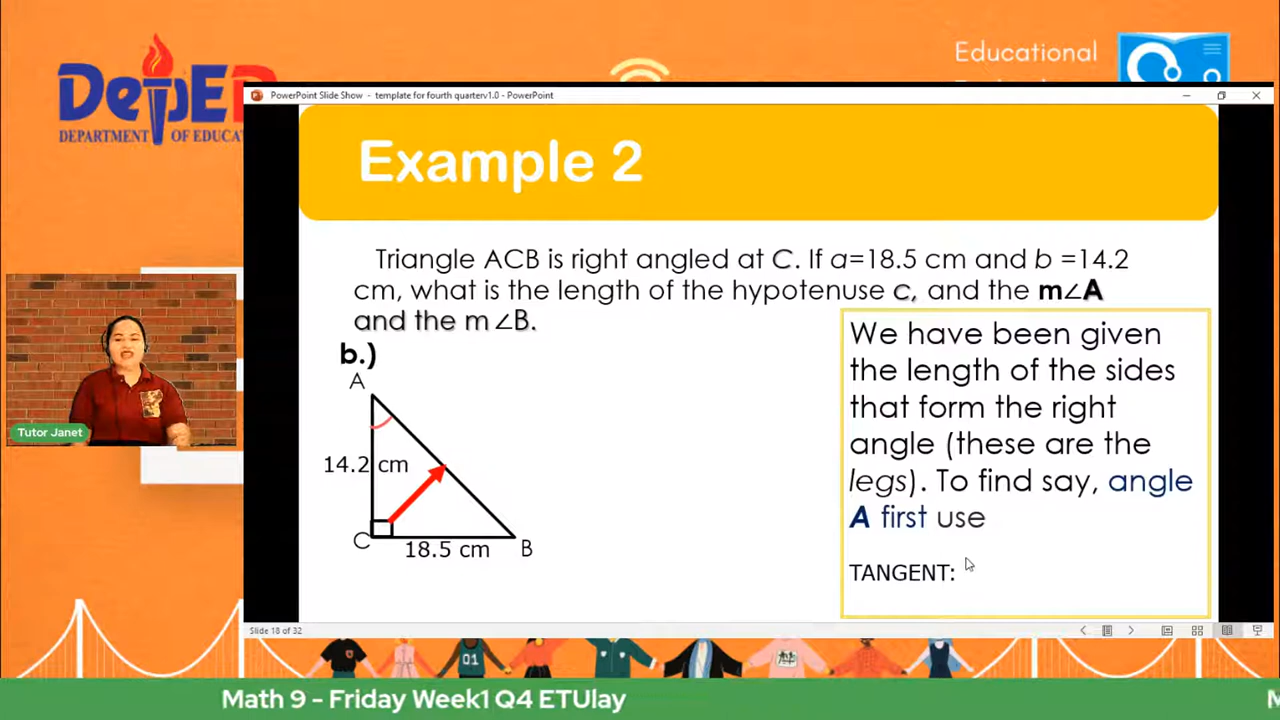 DepED
DEPARTMENT OF EDUCAT
Educational
PowerPoint Slide Show - template for fourth quarterv1.0 - PowerPoint
Example 2
Triangle ACB is right angled at C. If a=18.5 cm and b =14.2
cm, what is the length of the hypotenuse c, and the m∠A
and the m ∠B.
b.)
A
14.2 cm
C
18.5 cm
B
We have been given
the length of the sides
that form the right
angle (these are the
legs). To find say, angle
A first use
TANGENT:
Tutor Janet
Slide 18 of 32
01
Math 9 - Friday Week1 Q4 ETUlay
M